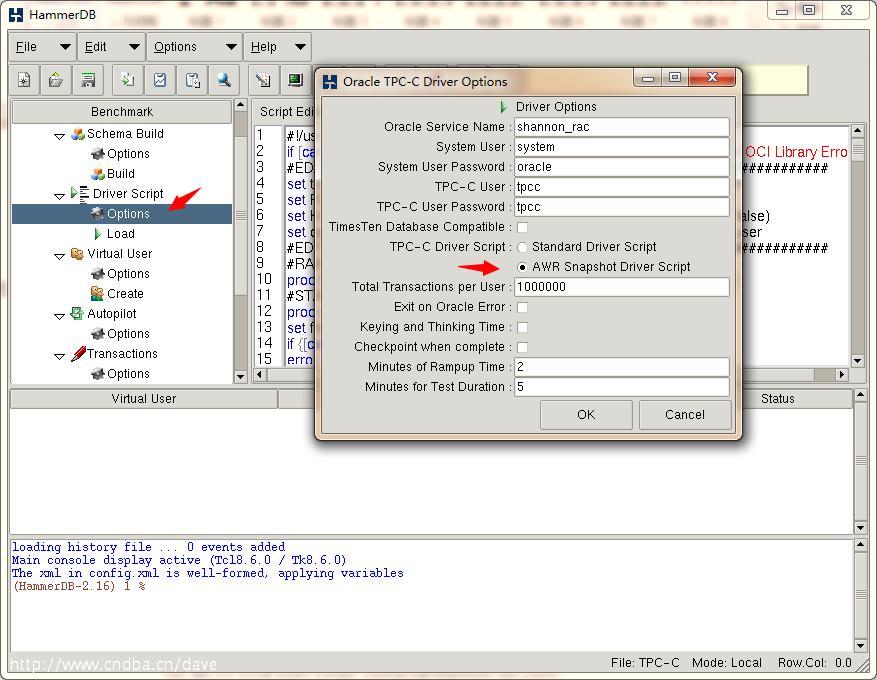 HammerDB
File Edit Options Help
Benchmark
Schema Build
Options
Build
Driver Script
Options
Load
Virtual User
Options
Create
Autopilot
Options
Transactions
Options
Script Edi
1 #!/us
2 if [ca
3 #ED
4 set t
5 set
6 set
7 set
8 #ED
9 #RA
10 proc
11 #ST
12 proc
13 set f
14 if {[ca
15 erro
OCI Library Erro
###########
alse)
ser
###########
Oracle TPC-C Driver Options
Driver Options
Oracle Service Name : shannon_rac
System User : system
System User Password : oracle
TPC-C User : tpcc
TPC-C User Password : tpcc
TimesTen Database Compatible :
TPC-C Driver Script : Standard Driver Script
AWR Snapshot Driver Script
Total Transactions per User : 1000000
Exit on Oracle Error :
Keying and Thinking Time :
Checkpoint when complete :
Minutes of Rampup Time : 2
Minutes for Test Duration : 5
OK Cancel
Virtual User Status
loading history file ... 0 events added
Main console display active (Tcl8.6.0 / Tk8.6.0)
The xml in config.xml is well-formed, applying variables
(HammerDB-2.16) 1 %
http://www.cndba.cn/dave
File: TPC-C Mode: Local Row.Col: 0.0